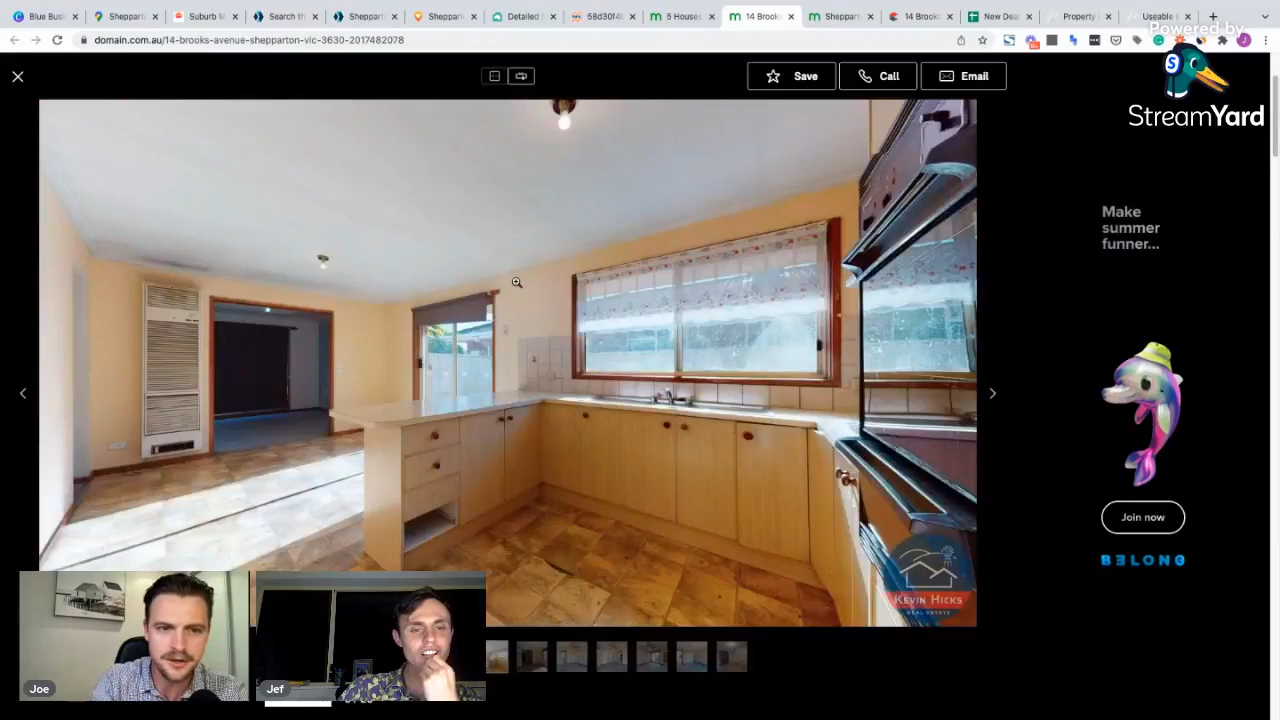 Blue Bus
Sheppart
Suburb M
Search th
Sheppart
Sheppart
Detailed S
58d30f4
5 Houses
14 Brook
Sheppart
14 Brook
New Dea
Property
Useable E
domain.com.au/14-brooks-avenue-shepparton-vic-3630-2017482078
Powered by
StreamYard
Save
Call
Email
Make
summer
funner...
Join now
BELONG
KEVIN HICKS
REAL ESTATE
Joe
Jef